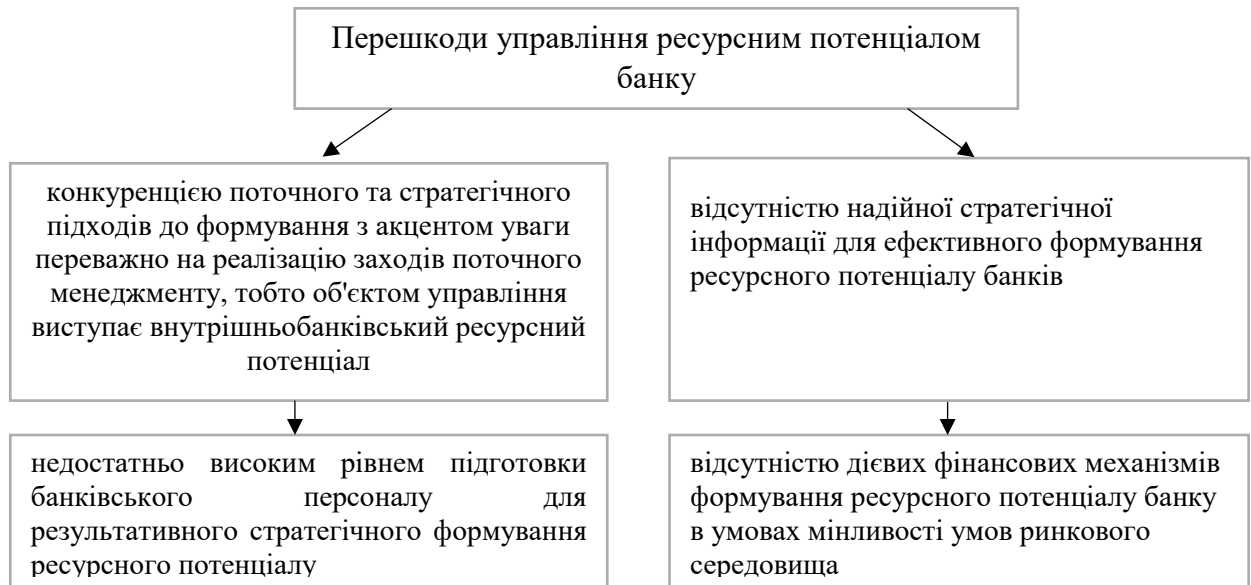 Перешкоди управління ресурсним потенціалом
банку
конкуренцією поточного та стратегічного
підходів до формування з акцентом уваги
переважно на реалізацію заходів поточного
менеджменту, тобто об'єктом управління
виступає внутрішньобанківський ресурсний
потенціал
відсутністю надійної стратегічної
інформації для ефективного формування
ресурсного потенціалу банків
недостатньо високим рівнем підготовки
банківського персоналу для
результативного стратегічного формування
ресурсного потенціалу
відсутністю дієвих фінансових механізмів
формування ресурсного потенціалу банку
в умовах мінливості умов ринкового
середовища